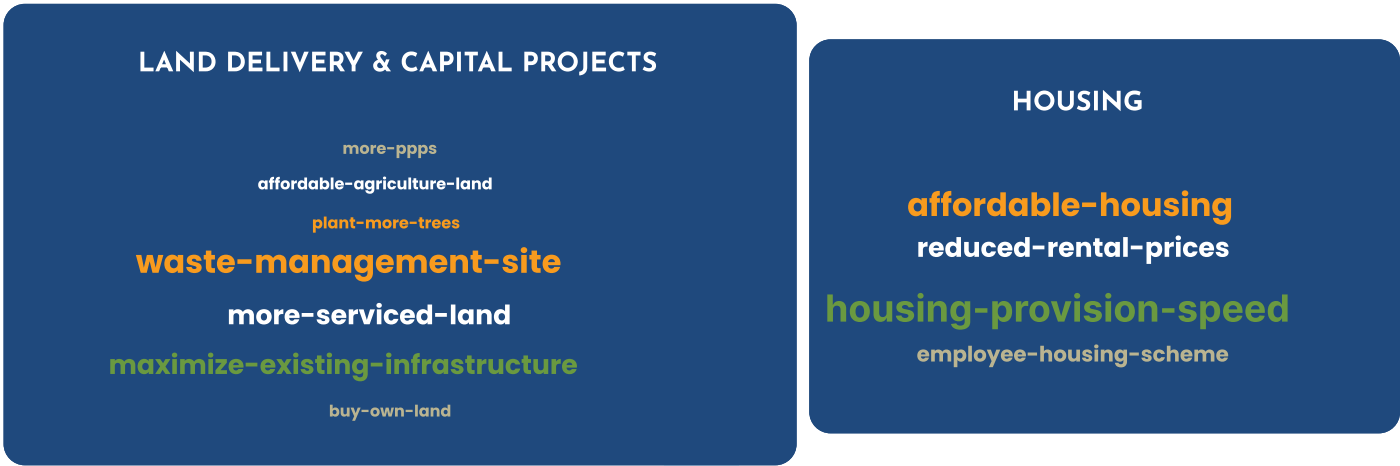 LAND DELIVERY & CAPITAL PROJECTS
more-ppps
affordable-agriculture-land
plant-more-trees
waste-management-site
more-serviced-land
maximize-existing-infrastructure
buy-own-land
HOUSING
affordable-housing
reduced-rental-prices
housing-provision-speed
employee-housing-scheme